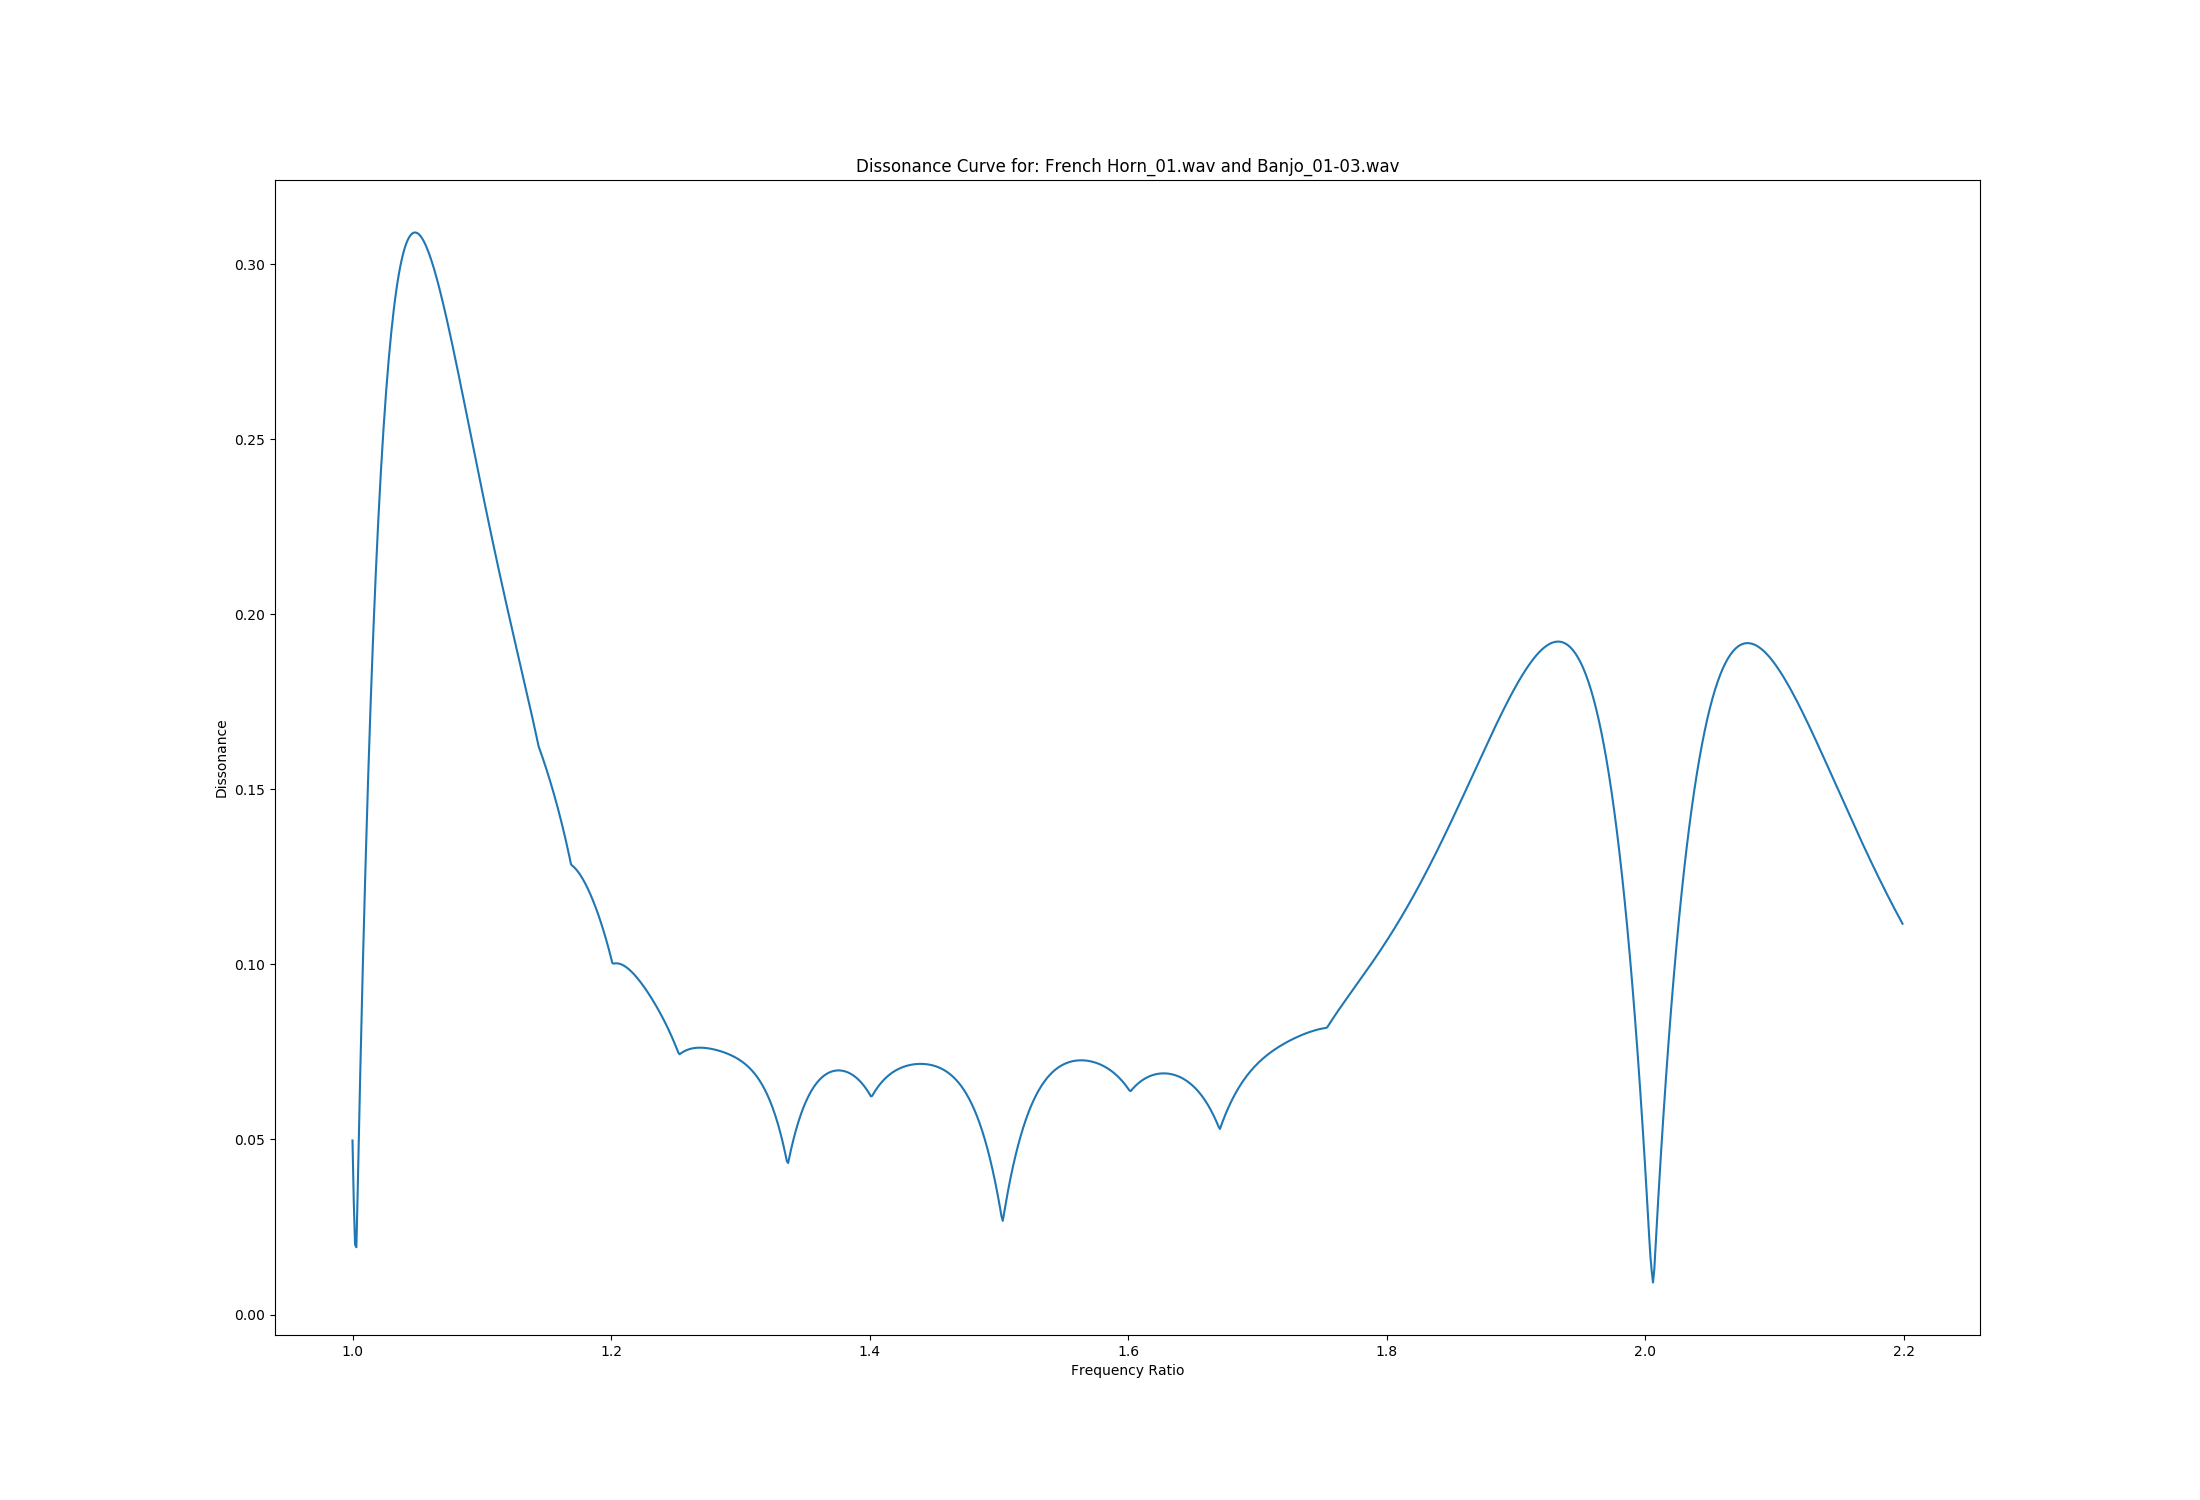 Dissonance Curve for: French Horn_01.wav and Banjo_01-03.wav
0.30
0.25
0.20
0.15
0.10
0.05
0.00
Dissonance
1.0 1.2 1.4 1.6 1.8 2.0 2.2
Frequency Ratio